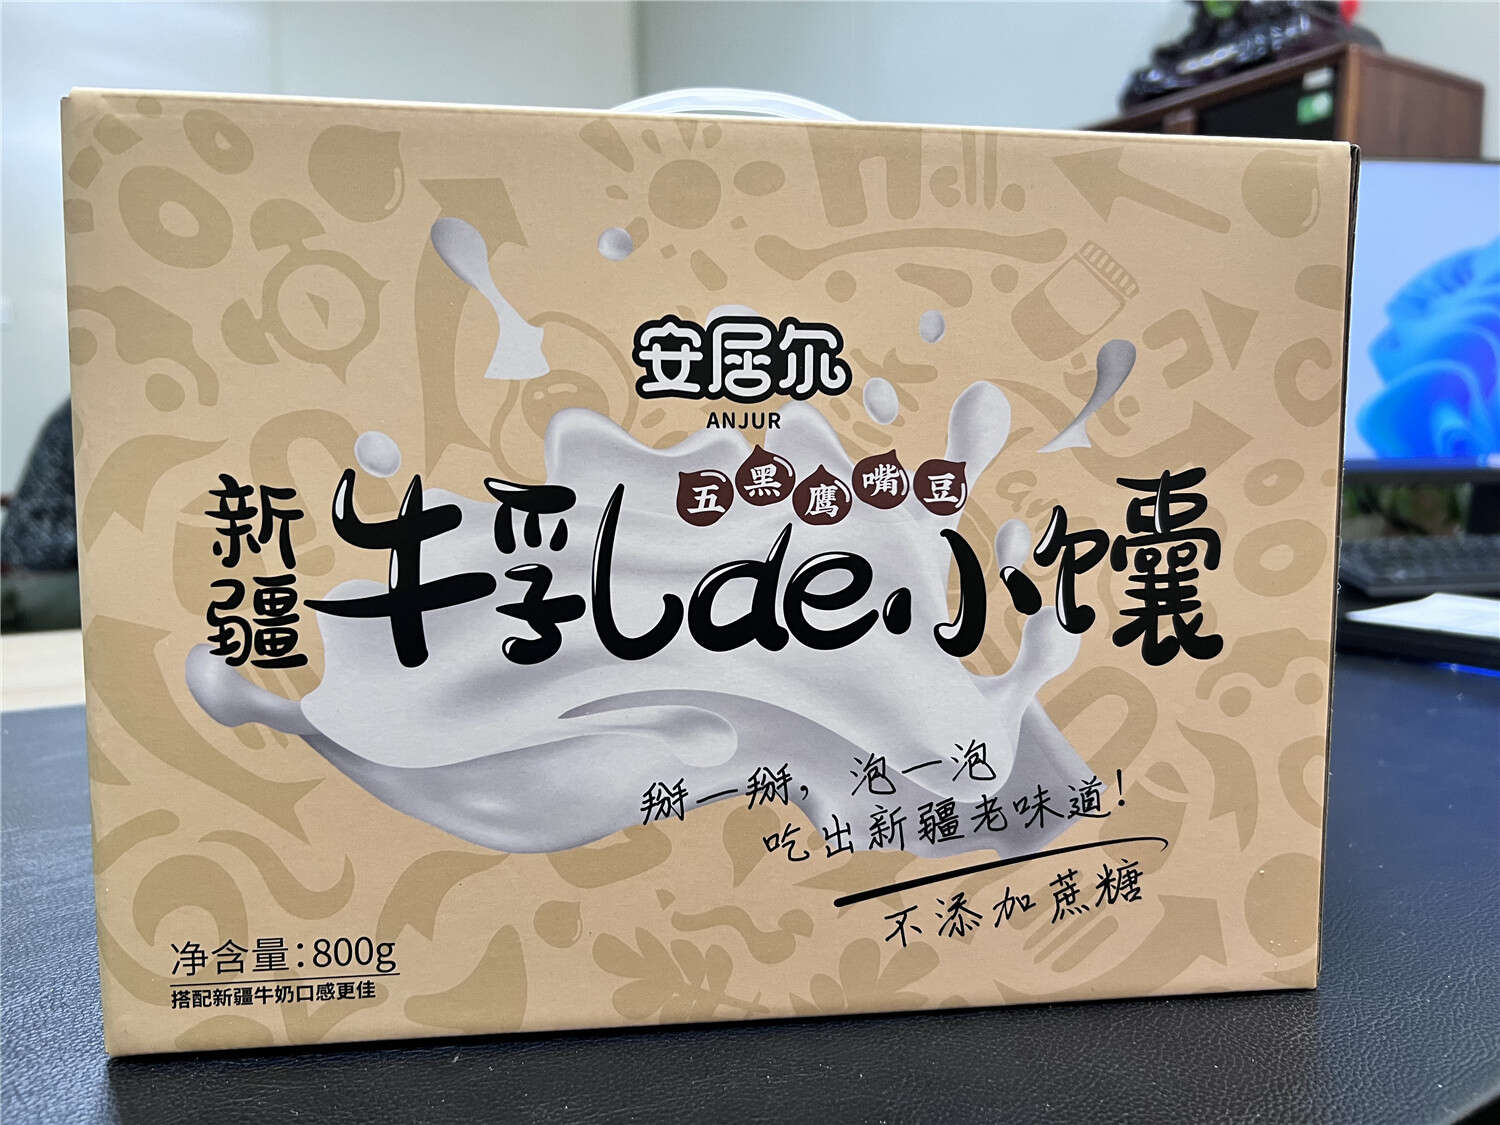 安居尔
ANJUR
五黑鹰嘴豆
新疆
牛乳de小馕
掰一掰，泡一泡
吃出新疆老味道！
不添加蔗糖
净含量：800g
搭配新疆牛奶口感更佳